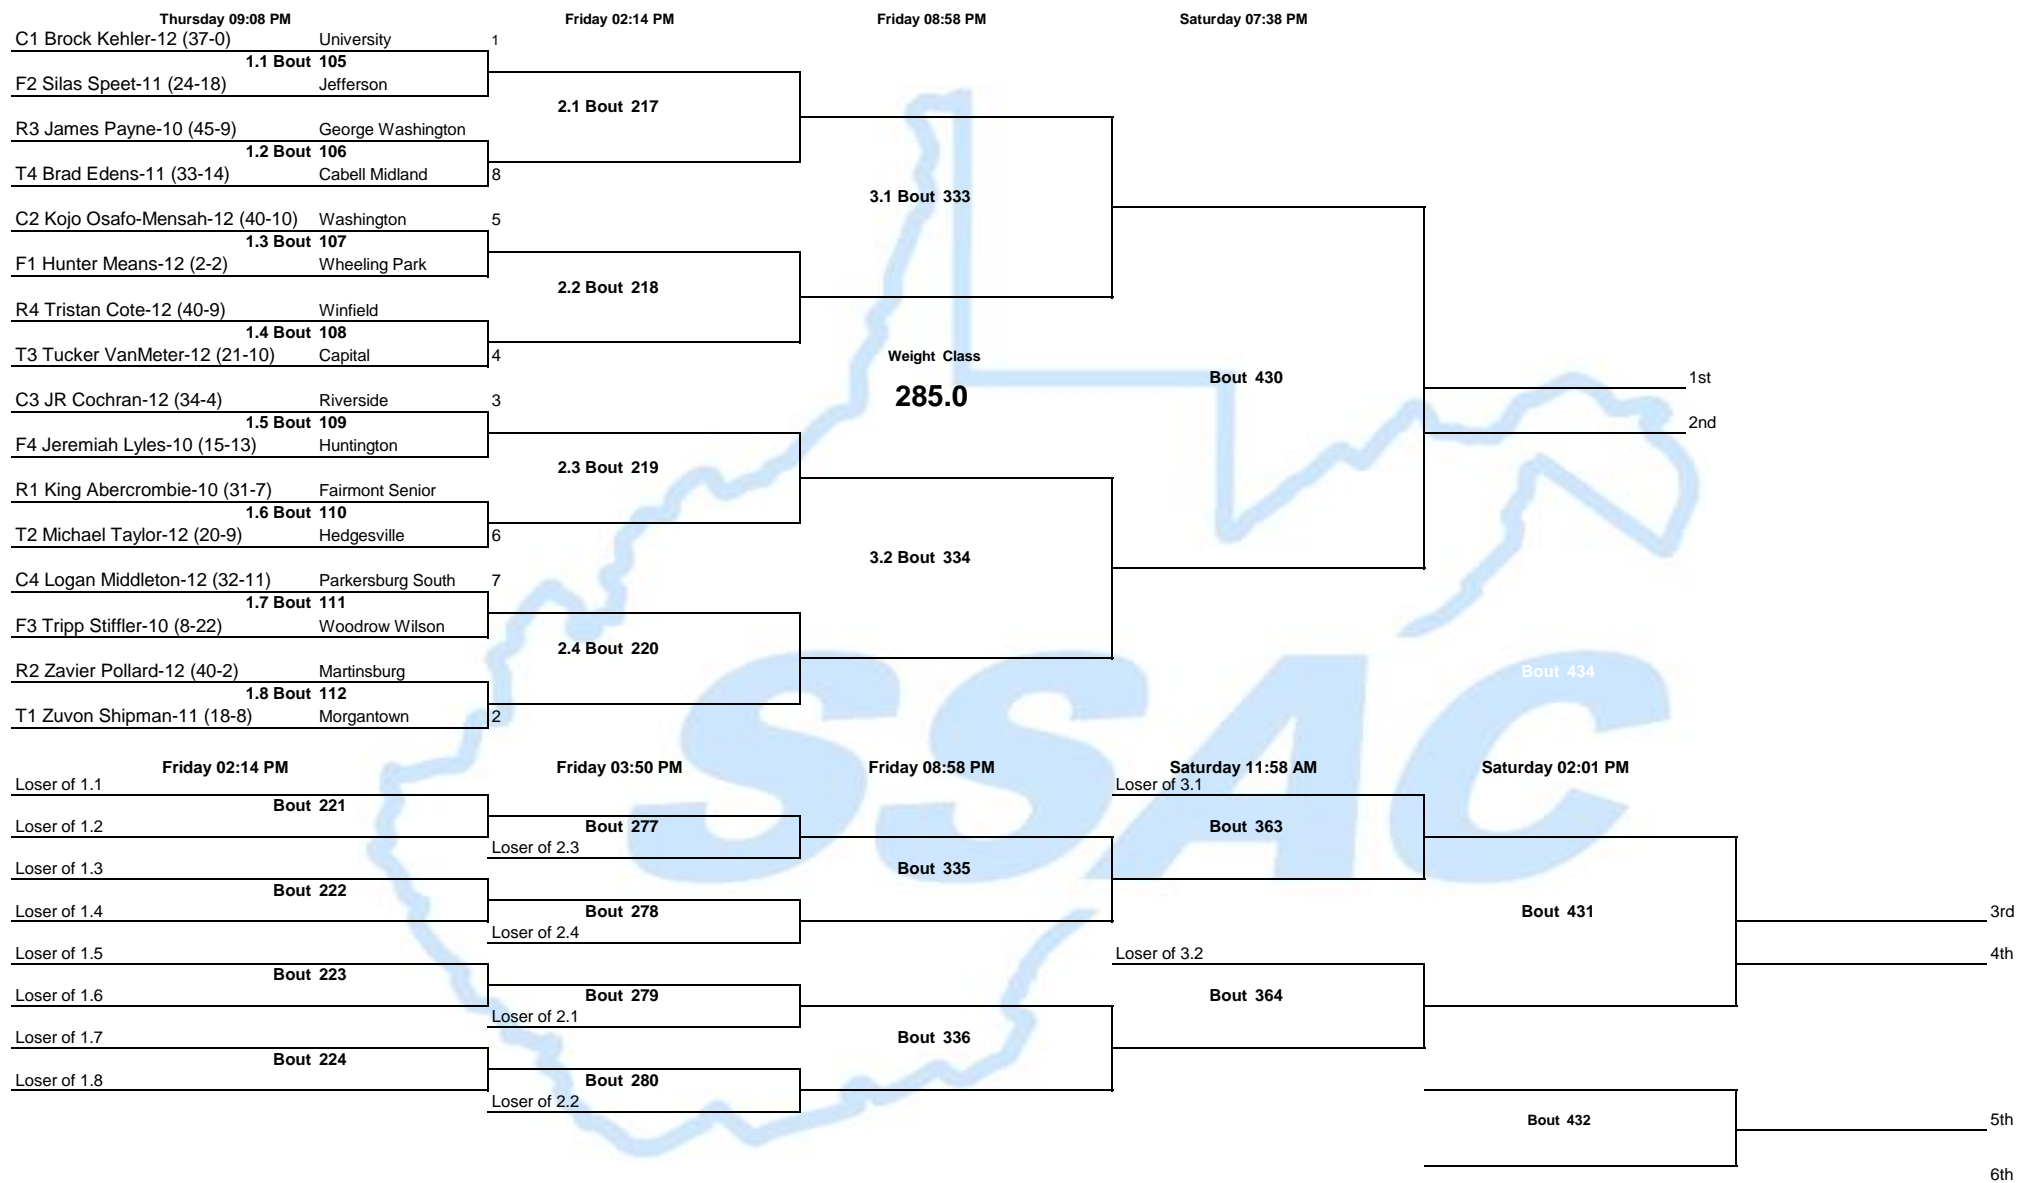 Thursday 09:08 PM Friday 02:14 PM Friday 08:58 PM Saturday 07:38 PM
C1 Brock Kehler-12 (37-0) University 1
1.1 Bout 105
F2 Silas Speet-11 (24-18) Jefferson
2.1 Bout 217
R3 James Payne-10 (45-9) George Washington
1.2 Bout 106
T4 Brad Edens-11 (33-14) Cabell Midland 8
3.1 Bout 333
C2 Kojo Osafo-Mensah-12 (40-10) Washington 5
1.3 Bout 107
F1 Hunter Means-12 (2-2) Wheeling Park
2.2 Bout 218
R4 Tristan Cote-12 (40-9) Winfield
1.4 Bout 108
T3 Tucker VanMeter-12 (21-10) Capital 4
Weight Class
Bout 430
1st
285.0
C3 JR Cochran-12 (34-4) Riverside 3
1.5 Bout 109
2nd
F4 Jeremiah Lyles-10 (15-13) Huntington
2.3 Bout 219
R1 King Abercrombie-10 (31-7) Fairmont Senior
1.6 Bout 110
T2 Michael Taylor-12 (20-9) Hedgesville 6
3.2 Bout 334
C4 Logan Middleton-12 (32-11) Parkersburg South 7
1.7 Bout 111
F3 Tripp Stiffler-10 (8-22) Woodrow Wilson
2.4 Bout 220
R2 Zavier Pollard-12 (40-2) Martinsburg
Bout 434
1.8 Bout 112
T1 Zuvon Shipman-11 (18-8) Morgantown 2
SSAC
Friday 02:14 PM Friday 03:50 PM Friday 08:58 PM Saturday 11:58 AM Saturday 02:01 PM
Loser of 1.1 Loser of 3.1
Bout 221
Loser of 1.2 Bout 277 Bout 363
Loser of 2.3
Loser of 1.3 Bout 335
Bout 222
Loser of 1.4 Bout 278 Bout 431 3rd
Loser of 2.4
Loser of 1.5 Loser of 3.2 4th
Bout 223
Loser of 1.6 Bout 279 Bout 364
Loser of 2.1
Loser of 1.7 Bout 336
Bout 224
Loser of 1.8 Bout 280
Loser of 2.2
Bout 432 5th
6th